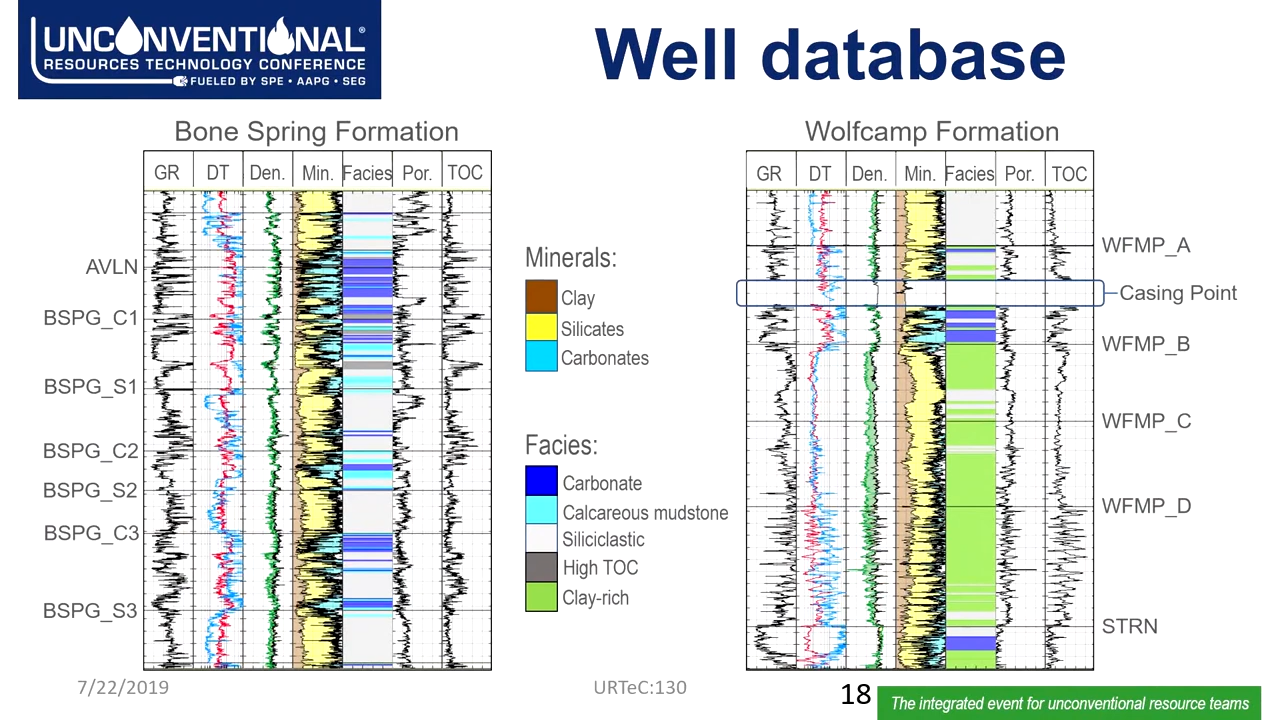 UNCONVENTIONAL®
RESOURCES TECHNOLOGY CONFERENCE
FUELED BY SPE • AAPG • SEG
Well database
Bone Spring Formation
GR DT Den. Min. Facies Por. TOC
AVLN
BSPG_C1
BSPG_S1
BSPG_C2
BSPG_S2
BSPG_C3
BSPG_S3
Minerals:
Clay
Silicates
Carbonates
Facies:
Carbonate
Calcareous mudstone
Siliciclastic
High TOC
Clay-rich
Wolfcamp Formation
GR DT Den. Min. Facies Por. TOC
WFMP_A
Casing Point
WFMP_B
WFMP_C
WFMP_D
STRN
7/22/2019
URTeC:130
18
The integrated event for unconventional resource teams